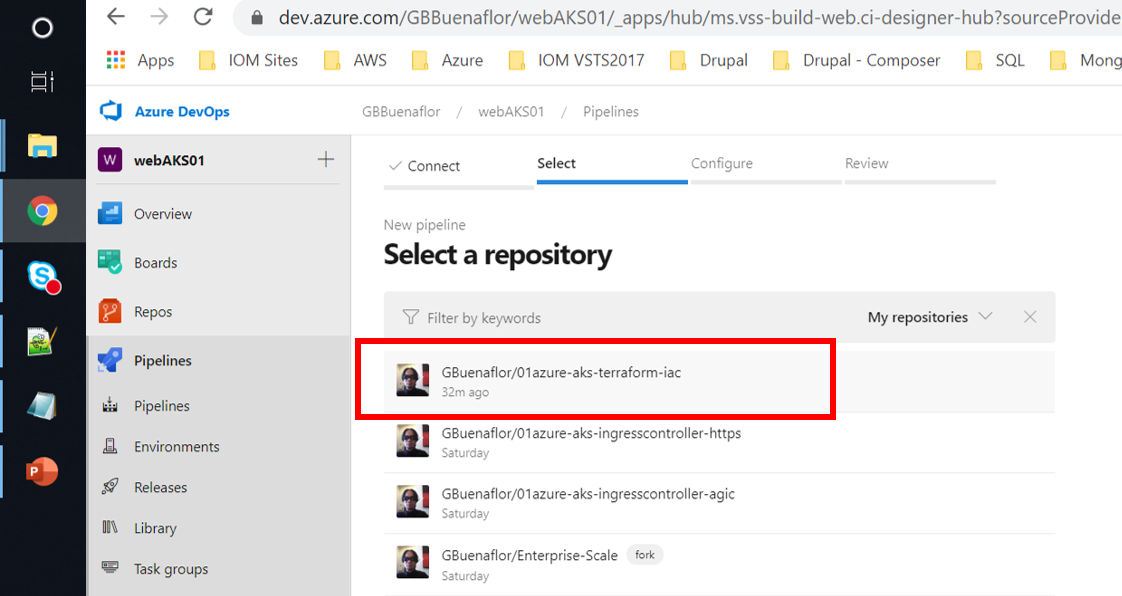 dev.azure.com/GBBuenaflor/webAKS01/_apps/hub/ms.vss-build-web.ci-designer-hub?sourceProvide
Apps IOM Sites AWS Azure IOM VSTS2017 Drupal Drupal - Composer SQL Mong
Azure DevOps GBBuenaflor / webAKS01 / Pipelines
W webAKS01
Overview
Boards
Repos
Pipelines
Pipelines
Environments
Releases
Library
Task groups
Connect Select Configure Review
New pipeline
Select a repository
Filter by keywords My repositories
GBuenaflor/01azure-aks-terraform-iac
32m ago
GBuenaflor/01azure-aks-ingresscontroller-https
Saturday
GBuenaflor/01azure-aks-ingresscontroller-agic
Saturday
GBuenaflor/Enterprise-Scale fork
Saturday